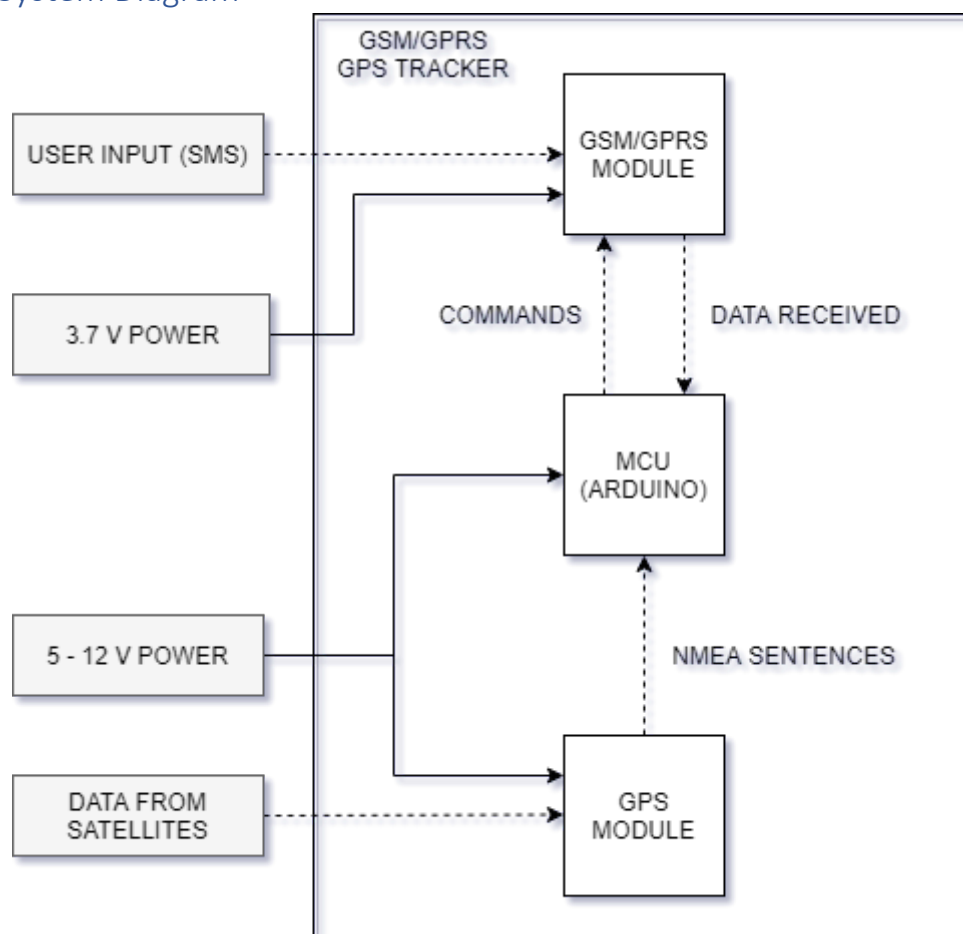 System Diagram
GSM/GPRS
GPS TRACKER
USER INPUT (SMS)
GSM/GPRS
MODULE
3.7 V POWER
COMMANDS
DATA RECEIVED
MCU
(ARDUINO)
5 - 12 V POWER
NMEA SENTENCES
DATA FROM
SATELLITES
GPS
MODULE